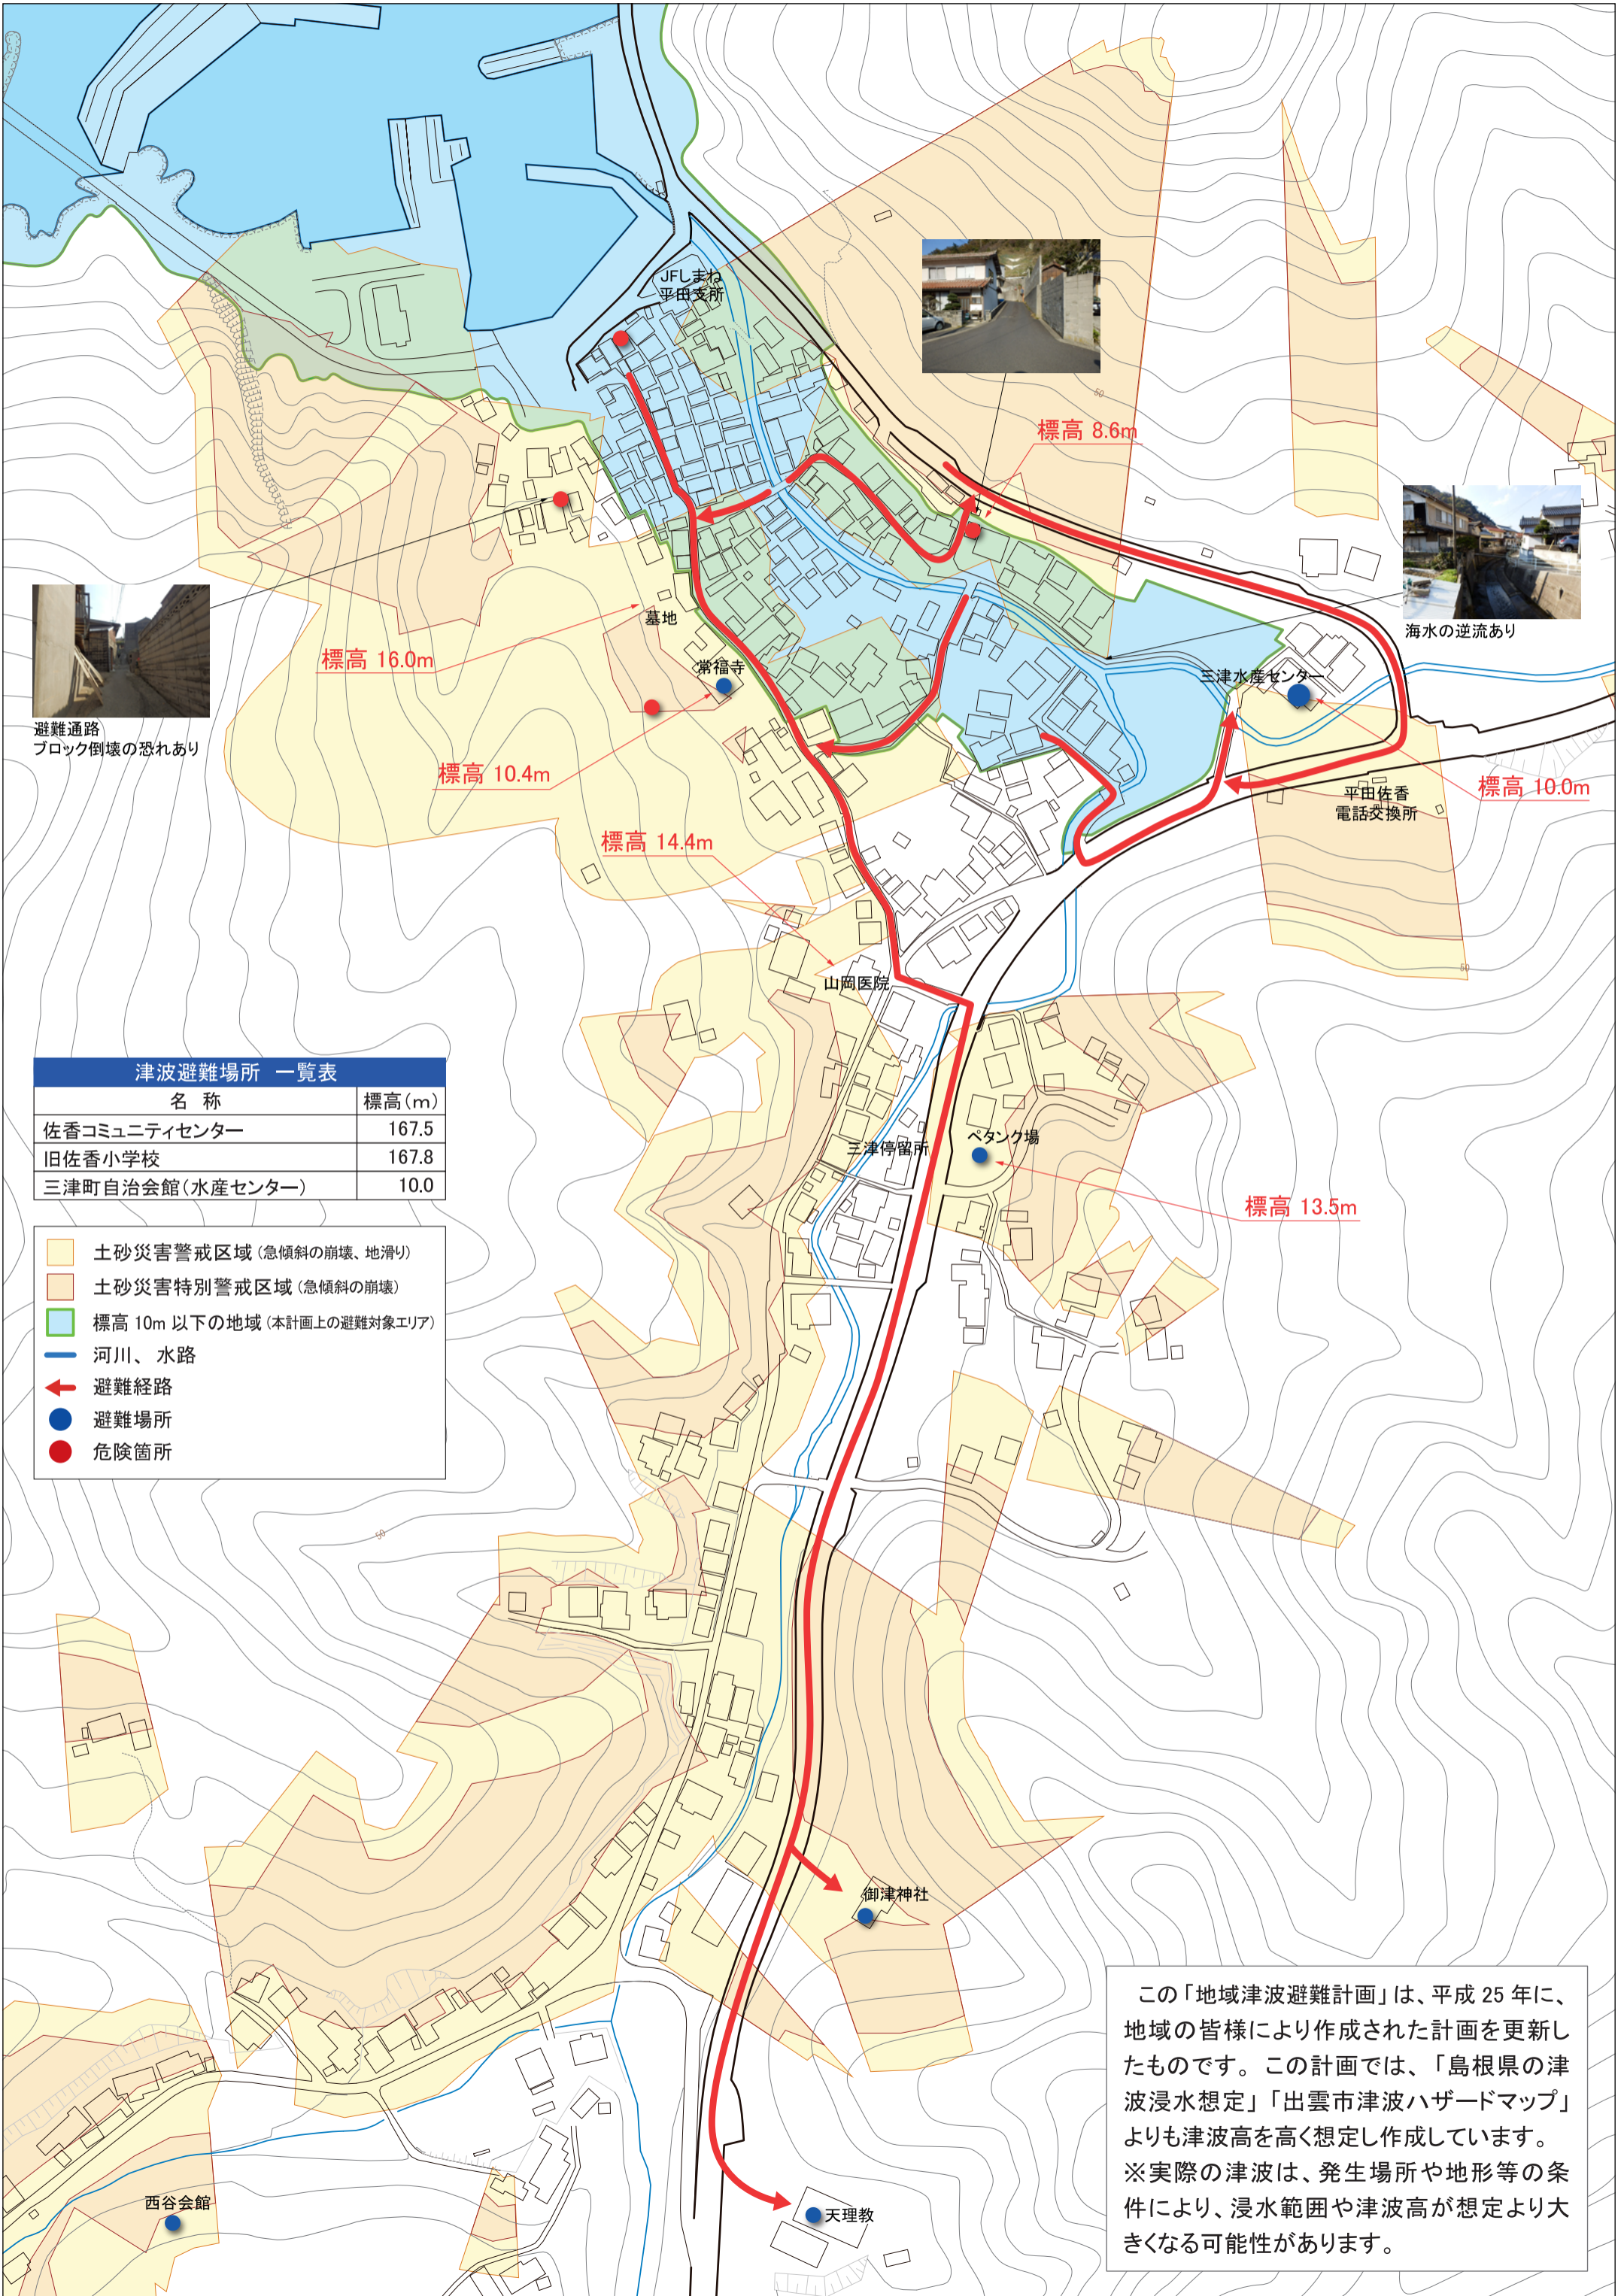 JFしまね
平田支所
50
標高 8.6m
海水の逆流あり
避難通路
ブロック倒壊の恐れあり
墓地
標高 16.0m
常福寺
三津水産センター
標高 10.4m
標高 10.0m
平田佐香
電話交換所
標高 14.4m
50
山岡医院
津波避難場所 一覧表
名 称 標高(m)
佐香コミュニティセンター 167.5
旧佐香小学校 167.8
三津町自治会館(水産センター) 10.0
三津停留所
ペタンク場
標高 13.5m
土砂災害警戒区域 (急傾斜の崩壊、地滑り)
土砂災害特別警戒区域 (急傾斜の崩壊)
標高 10m 以下の地域 (本計画上の避難対象エリア)
河川、 水路
避難経路
避難場所
危険箇所
50
御津神社
この「地域津波避難計画」は、平成 25 年に、
地域の皆様により作成された計画を更新し
たものです。この計画では、「島根県の津
波浸水想定」「出雲市津波ハザードマップ」
よりも津波高を高く想定し作成しています。
※実際の津波は、発生場所や地形等の条
件により、浸水範囲や津波高が想定より大
きくなる可能性があります。
西谷会館
天理教